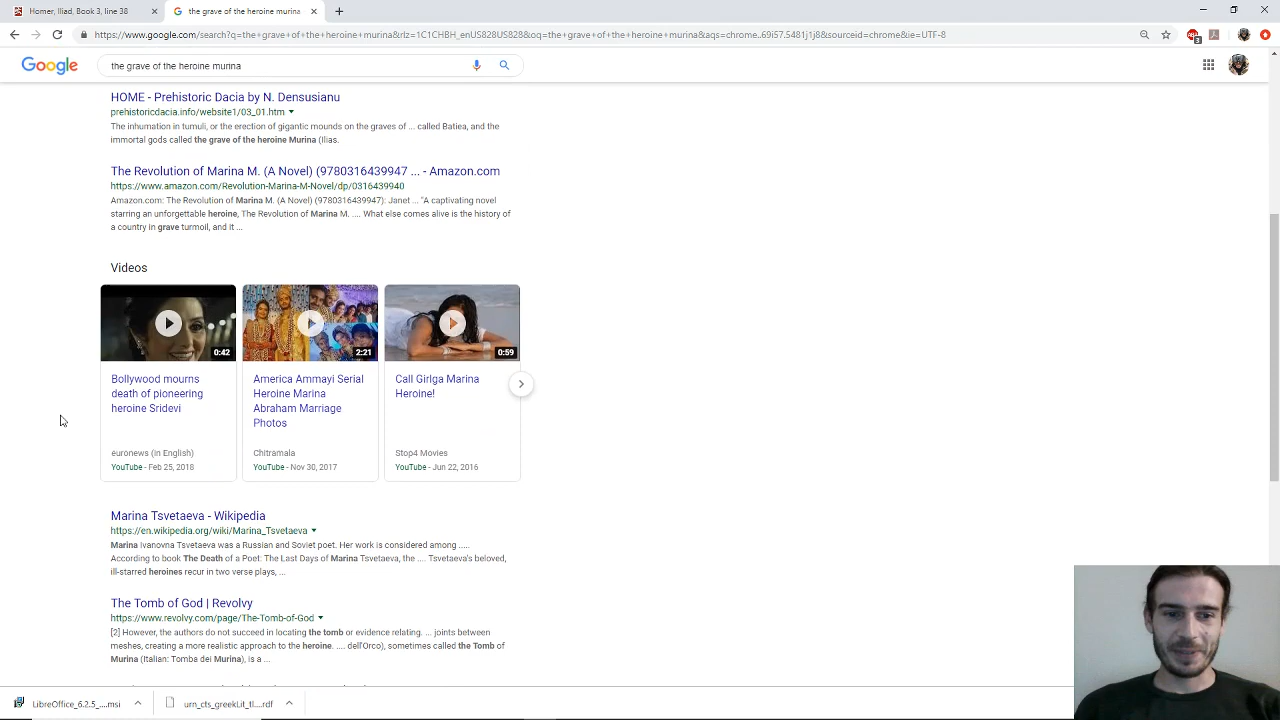 Homer, Iliad, Book 3, line 38
the grave of the heroine murina
https://www.google.com/search?q=the+grave+of+the+heroine+murina&rlz=1C1CHBH_enUS828US828&oq=the+grave+of+the+heroine+murina&aqs=chrome..69i57.5481j1j8&sourceid=chrome&ie=UTF-8
Google
the grave of the heroine murina
HOME - Prehistoric Dacia by N. Densusianu
prehistoricdacia.info/website1/03_01.htm
The inhumation in tumuli, or the erection of gigantic mounds on the graves of ... called Batiea, and the
immortal gods called the grave of the heroine Murina (Ilias.
The Revolution of Marina M. (A Novel) (9780316439947 ... - Amazon.com
https://www.amazon.com/Revolution-Marina-M-Novel/dp/0316439940
Amazon.com: The Revolution of Marina M. (A Novel) (9780316439947): Janet ... "A captivating novel
starring an unforgettable heroine, The Revolution of Marina M. .... What else comes alive is the history of
a country in grave turmoil, and it ...
Videos
0:42
2:21
0:59
Bollywood mourns
death of pioneering
heroine Sridevi
euronews (in English)
YouTube - Feb 25, 2018
America Ammayi Serial
Heroine Marina
Abraham Marriage
Photos
Chitramala
YouTube - Nov 30, 2017
Call Girlga Marina
Heroine!
Stop4 Movies
YouTube - Jun 22, 2016
Marina Tsvetaeva - Wikipedia
https://en.wikipedia.org/wiki/Marina_Tsvetaeva
Marina Ivanovna Tsvetaeva was a Russian and Soviet poet. Her work is considered among .....
According to book The Death of a Poet: The Last Days of Marina Tsvetaeva, the .... Tsvetaeva's beloved,
ill-starred heroines recur in two verse plays, ...
The Tomb of God | Revolvy
https://www.revolvy.com/page/The-Tomb-of-God
[2] However, the authors do not succeed in locating the tomb or evidence relating. ... joints between
meshes, creating a more realistic approach to the heroine. .... dell'Orco), sometimes called the Tomb of
Murina (Italian: Tomba dei Murina), is a ...
LibreOffice_6.2.5_....msi
urn_cts_greekLit_tl....rdf